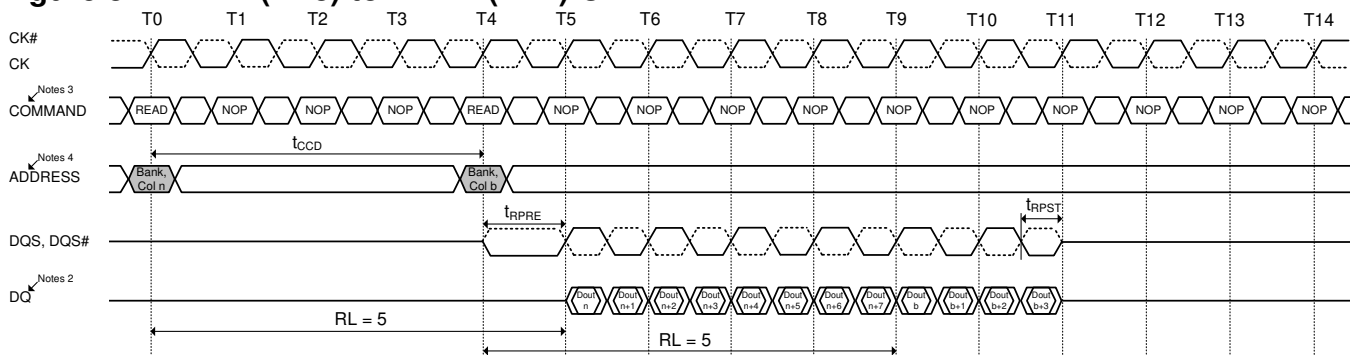 T0 T1 T2 T3 T4 T5 T6 T7 T8 T9 T10 T11 T12 T13 T14
CK#
CK
Notes 3
COMMAND READ NOP NOP NOP READ NOP NOP NOP NOP NOP NOP NOP NOP NOP NOP
tCCD
Notes 4
ADDRESS Bank, Col n Bank, Col b
tRPRE tRPST
DQS, DQS#
Notes 2
DQ Dout n Dout n+1 Dout n+2 Dout n+3 Dout n+4 Dout n+5 Dout n+6 Dout n+7 Dout b Dout b+1 Dout b+2 Dout b+3
RL = 5
RL = 5